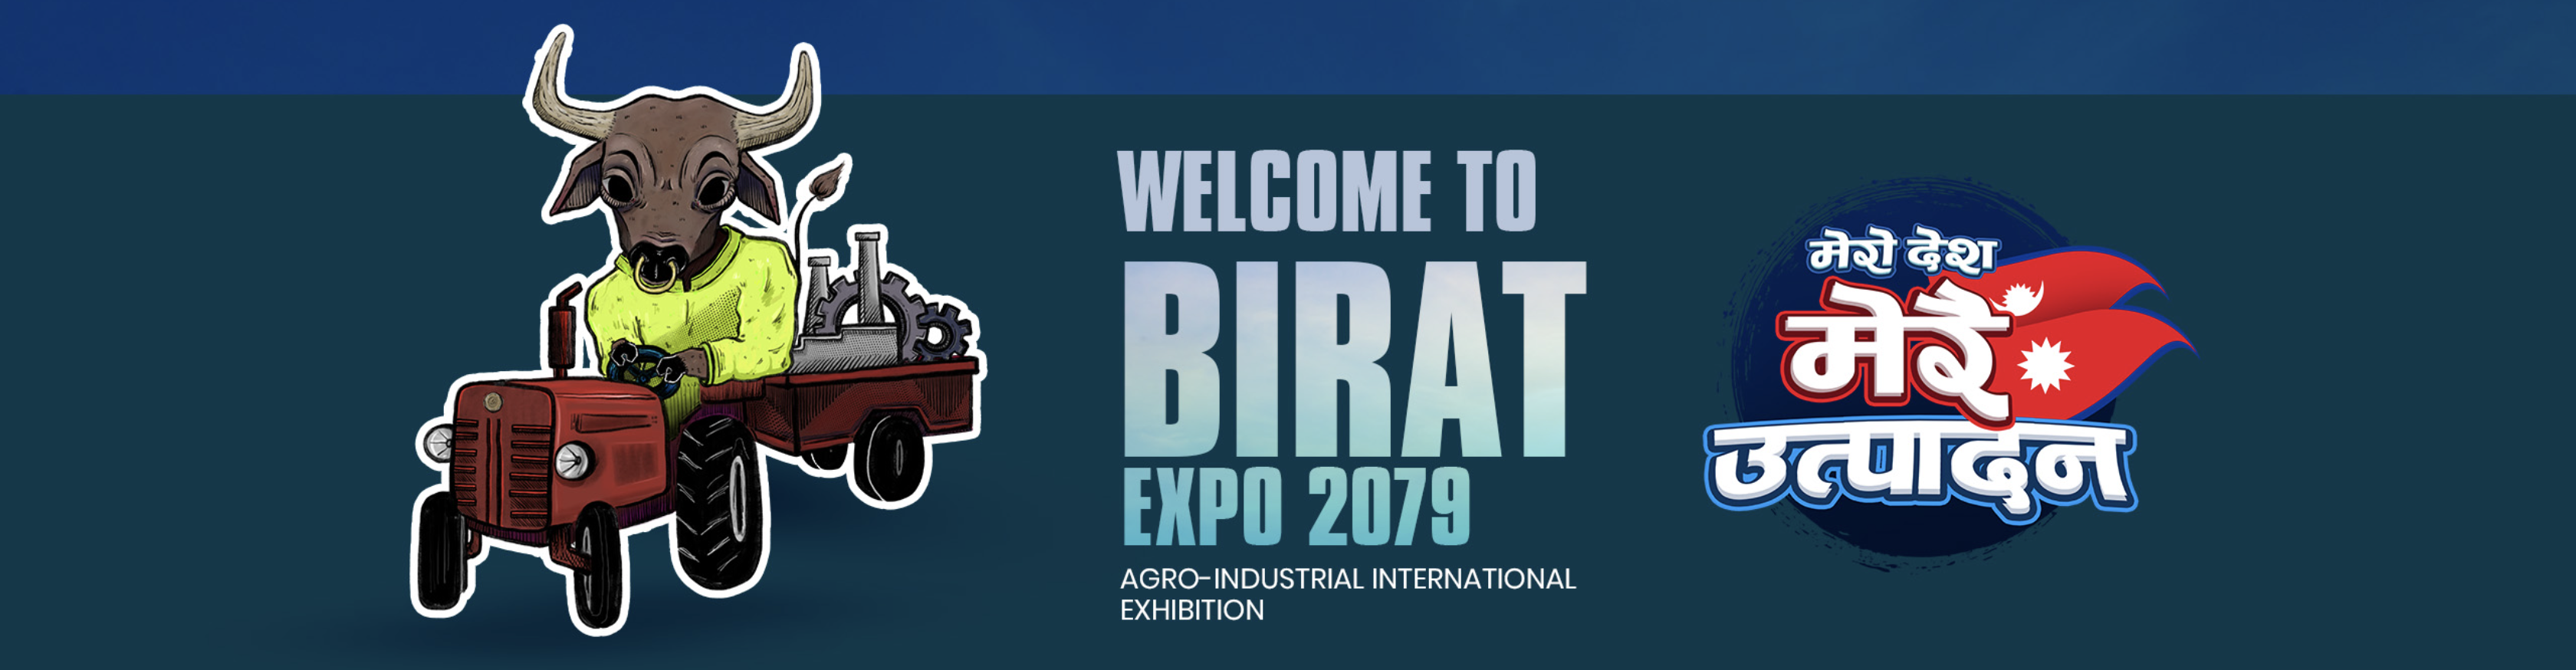 WELCOME TO
BIRAT
EXPO 2079
AGRO-INDUSTRIAL INTERNATIONAL
EXHIBITION
मेरो देश
मेरै
उत्पादन